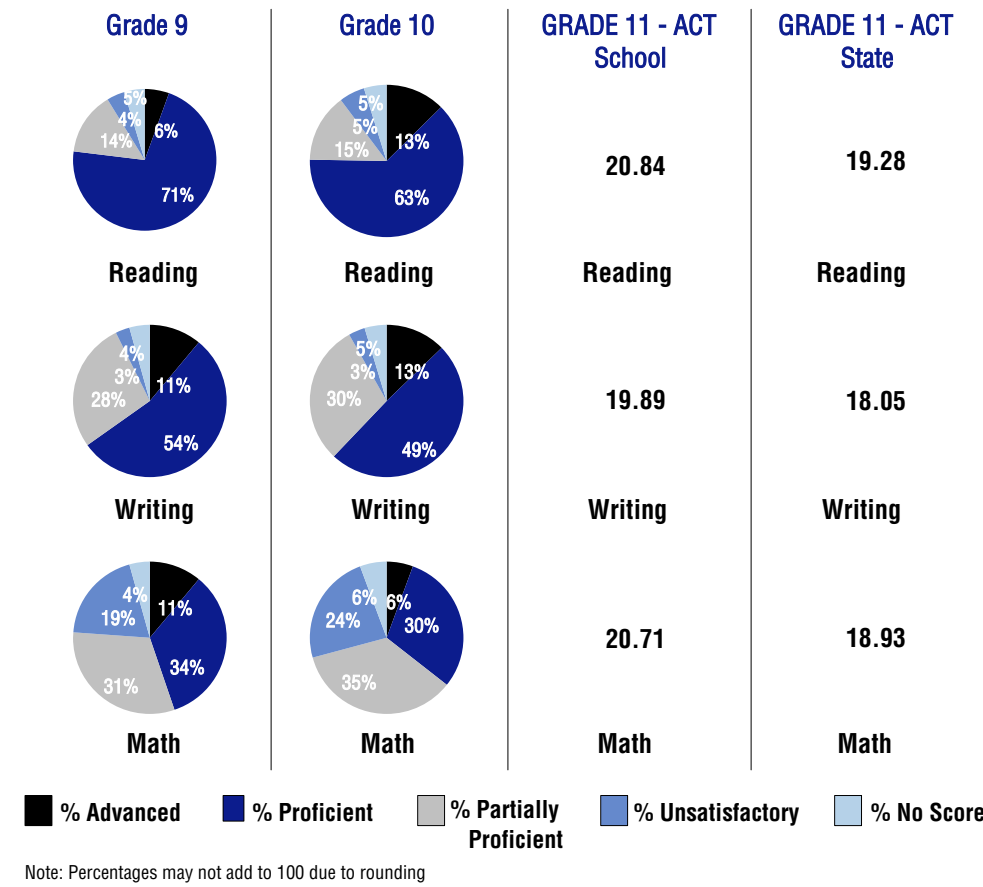 Grade 9
Grade 10
GRADE 11 - ACT
School
GRADE 11 - ACT
State
5%
4%
14%
6%
71%
5%
5%
15%
13%
63%
20.84
19.28
Reading
Reading
Reading
Reading
4%
3%
28%
11%
54%
5%
3%
30%
13%
49%
19.89
18.05
Writing
Writing
Writing
Writing
4%
19%
11%
34%
31%
6%
6%
24%
30%
35%
20.71
18.93
Math
Math
Math
Math
% Advanced
% Proficient
% Partially
Proficient
% Unsatisfactory
% No Score
Note: Percentages may not add to 100 due to rounding